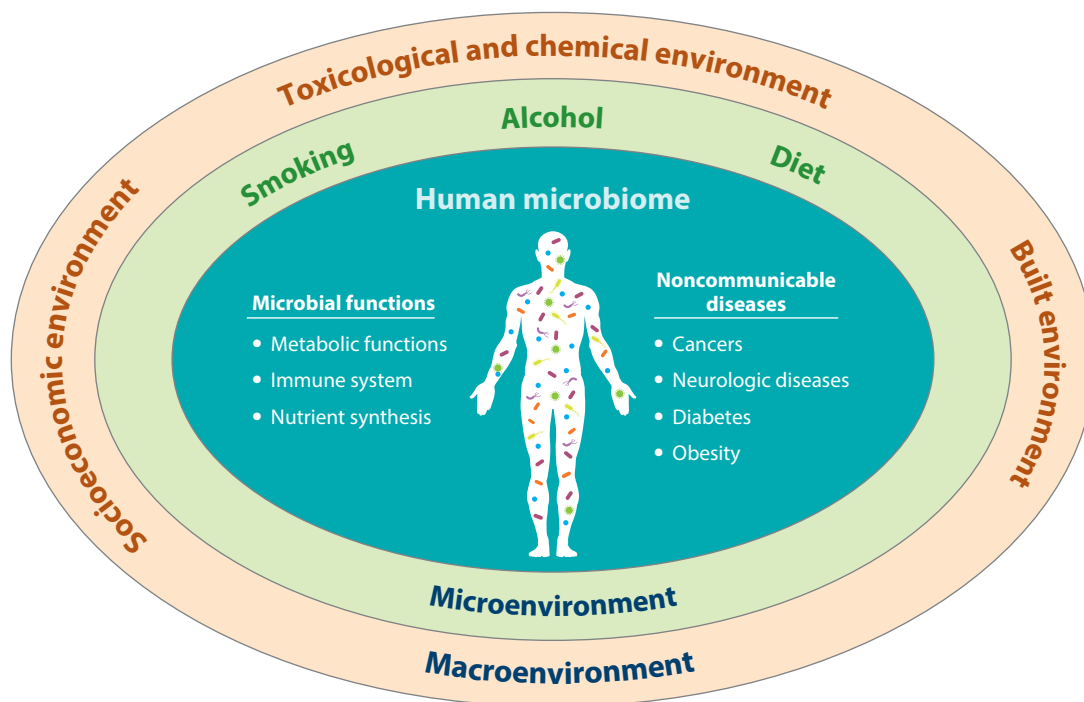 Toxicological and chemical environment
Alcohol
Smoking
Diet
Human microbiome
Socioeconomic environment
Built environment
Microbial functions
• Metabolic functions
• Immune system
• Nutrient synthesis
Noncommunicable
diseases
• Cancers
• Neurologic diseases
• Diabetes
• Obesity
Microenvironment
Macroenvironment